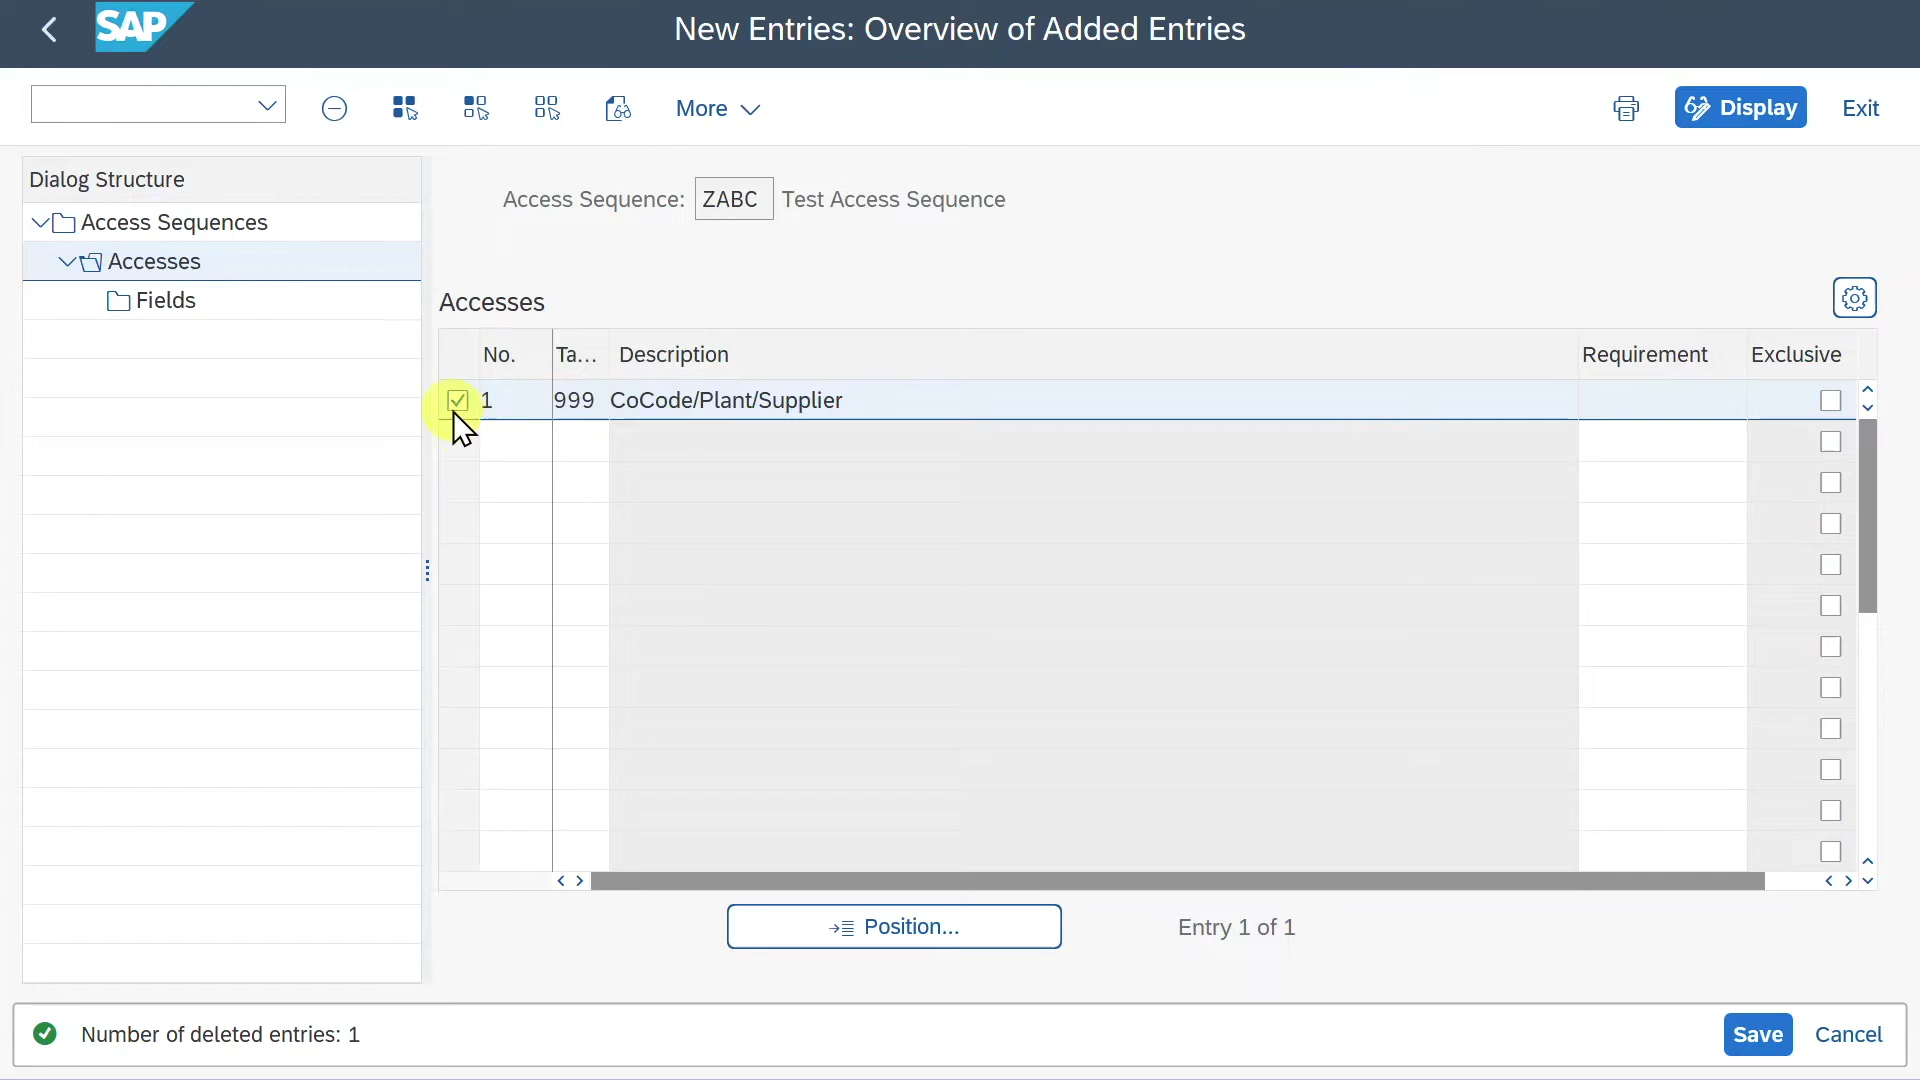 SAP
New Entries: Overview of Added Entries
More
Display
Exit
Dialog Structure
Access Sequences
Accesses
Fields
Access Sequence: ZABC Test Access Sequence
Accesses
No. Ta... Description Requirement Exclusive
1 999 CoCode/Plant/Supplier
Position...
Entry 1 of 1
Number of deleted entries: 1
Save
Cancel